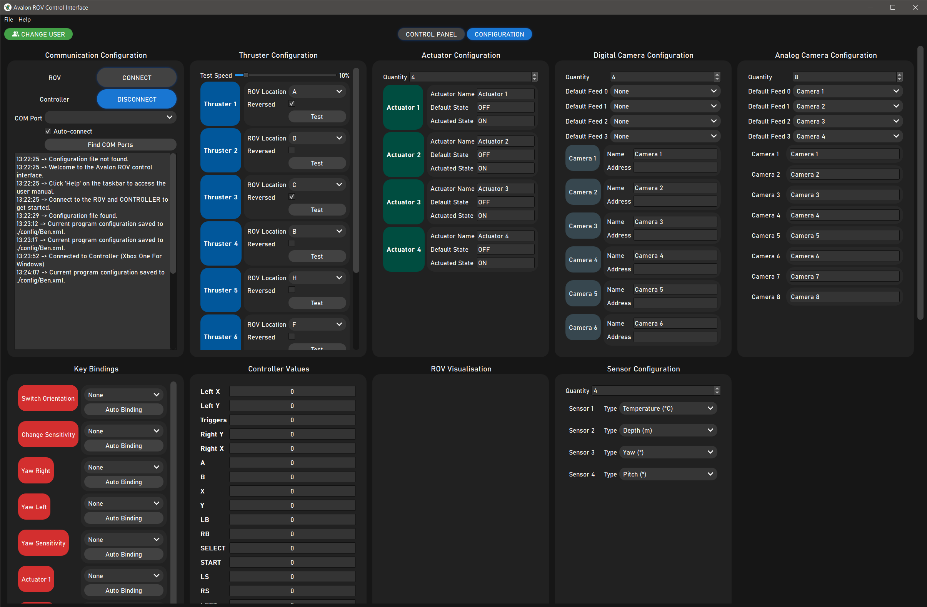 Avalon ROV Control Interface
File Help
CHANGE USER
CONTROL PANEL
CONFIGURATION
Communication Configuration
ROV
CONNECT
Controller
DISCONNECT
COM Port
Auto-connect
Find COM Ports
13:22:25 -> Configuration file not found.
13:22:25 -> Welcome to the Avalon ROV control
interface.
13:22:25 -> Click 'Help' on the taskbar to access the
user manual.
13:22:25 -> Connect to the ROV and CONTROLLER to
get started.
13:22:29 -> Configuration file found.
13:23:12 -> Current program configuration saved to
./config/Ben.xml.
13:23:17 -> Current program configuration saved to
./config/Ben.xml.
13:23:52 -> Connected to Controller (Xbox One For
Windows)
13:24:07 -> Current program configuration saved to
./config/Ben.xml.
Thruster Configuration
Test Speed 10%
Thruster 1
ROV Location A
Reversed
Test
Thruster 2
ROV Location D
Reversed
Test
Thruster 3
ROV Location C
Reversed
Test
Thruster 4
ROV Location B
Reversed
Test
Thruster 5
ROV Location H
Reversed
Test
Thruster 6
ROV Location F
Reversed
Test
Actuator Configuration
Quantity 4
Actuator 1
Actuator Name Actuator 1
Default State OFF
Actuated State ON
Actuator 2
Actuator Name Actuator 2
Default State OFF
Actuated State ON
Actuator 3
Actuator Name Actuator 3
Default State OFF
Actuated State ON
Actuator 4
Actuator Name Actuator 4
Default State OFF
Actuated State ON
Digital Camera Configuration
Quantity 6
Default Feed 0 None
Default Feed 1 None
Default Feed 2 None
Default Feed 3 None
Camera 1
Name Camera 1
Address
Camera 2
Name Camera 2
Address
Camera 3
Name Camera 3
Address
Camera 4
Name Camera 4
Address
Camera 5
Name Camera 5
Address
Camera 6
Name Camera 6
Address
Analog Camera Configuration
Quantity 8
Default Feed 0 Camera 1
Default Feed 1 Camera 2
Default Feed 2 Camera 3
Default Feed 3 Camera 4
Camera 1 Camera 1
Camera 2 Camera 2
Camera 3 Camera 3
Camera 4 Camera 4
Camera 5 Camera 5
Camera 6 Camera 6
Camera 7 Camera 7
Camera 8 Camera 8
Key Bindings
Switch Orientation
None
Auto Binding
Change Sensitivity
None
Auto Binding
Yaw Right
None
Auto Binding
Yaw Left
None
Auto Binding
Yaw Sensitivity
None
Auto Binding
Actuator 1
None
Auto Binding
Controller Values
Left X 0
Left Y 0
Triggers 0
Right Y 0
Right X 0
A 0
B 0
X 0
Y 0
LB 0
RB 0
SELECT 0
START 0
LS 0
RS 0
ROV Visualisation
Sensor Configuration
Quantity 4
Sensor 1 Type Temperature (°C)
Sensor 2 Type Depth (m)
Sensor 3 Type Yaw (°)
Sensor 4 Type Pitch (°)